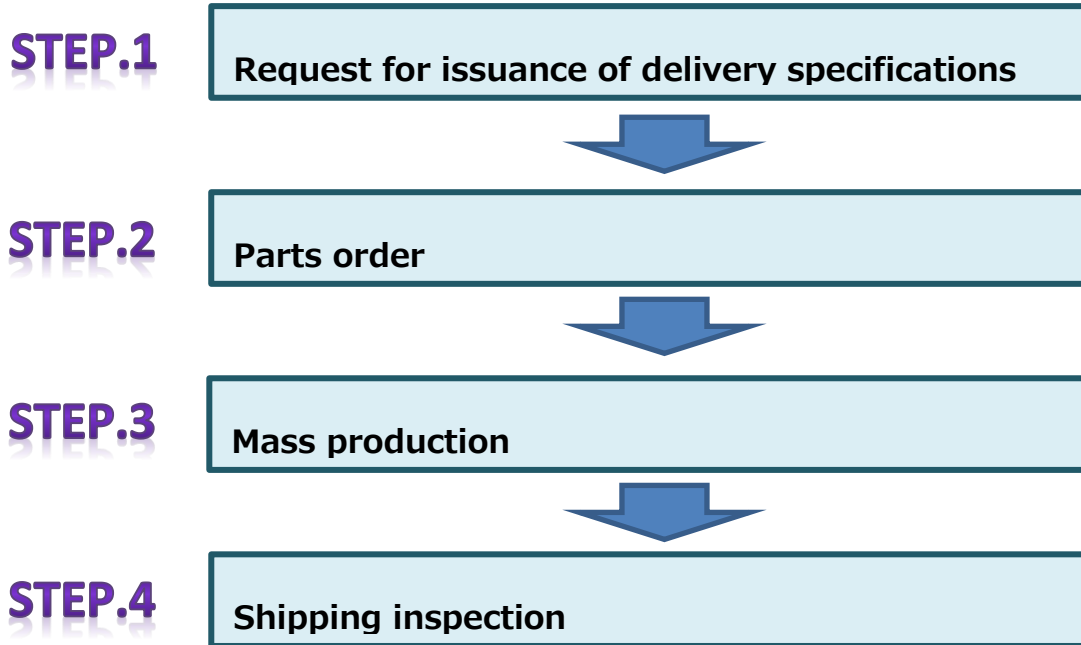 STEP.1
Request for issuance of delivery specifications
STEP.2
Parts order
STEP.3
Mass production
STEP.4
Shipping inspection